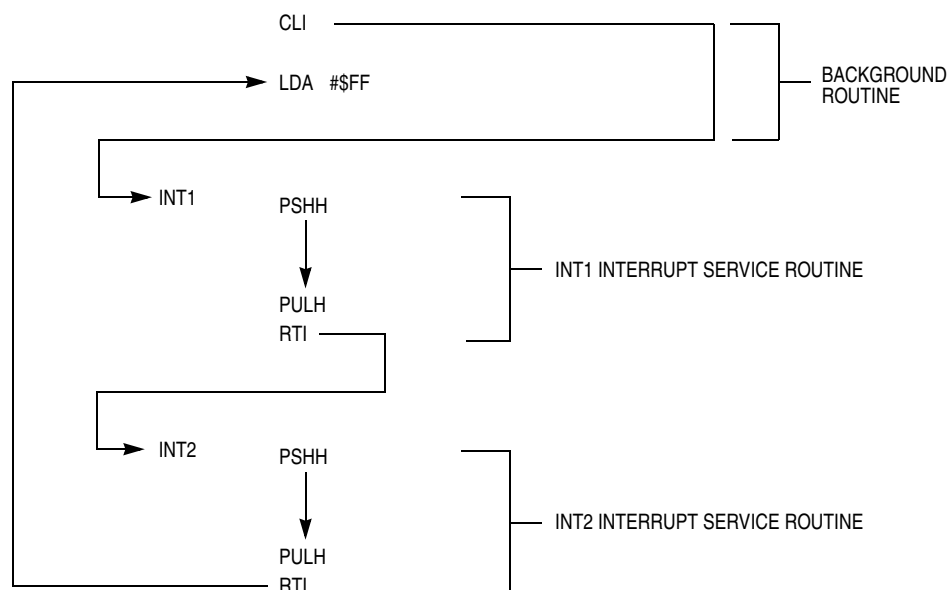 CLI
LDA #$FF
BACKGROUND
ROUTINE
INT1
PSHH
INT1 INTERRUPT SERVICE ROUTINE
PULH
RTI
INT2
PSHH
INT2 INTERRUPT SERVICE ROUTINE
PULH
RTI